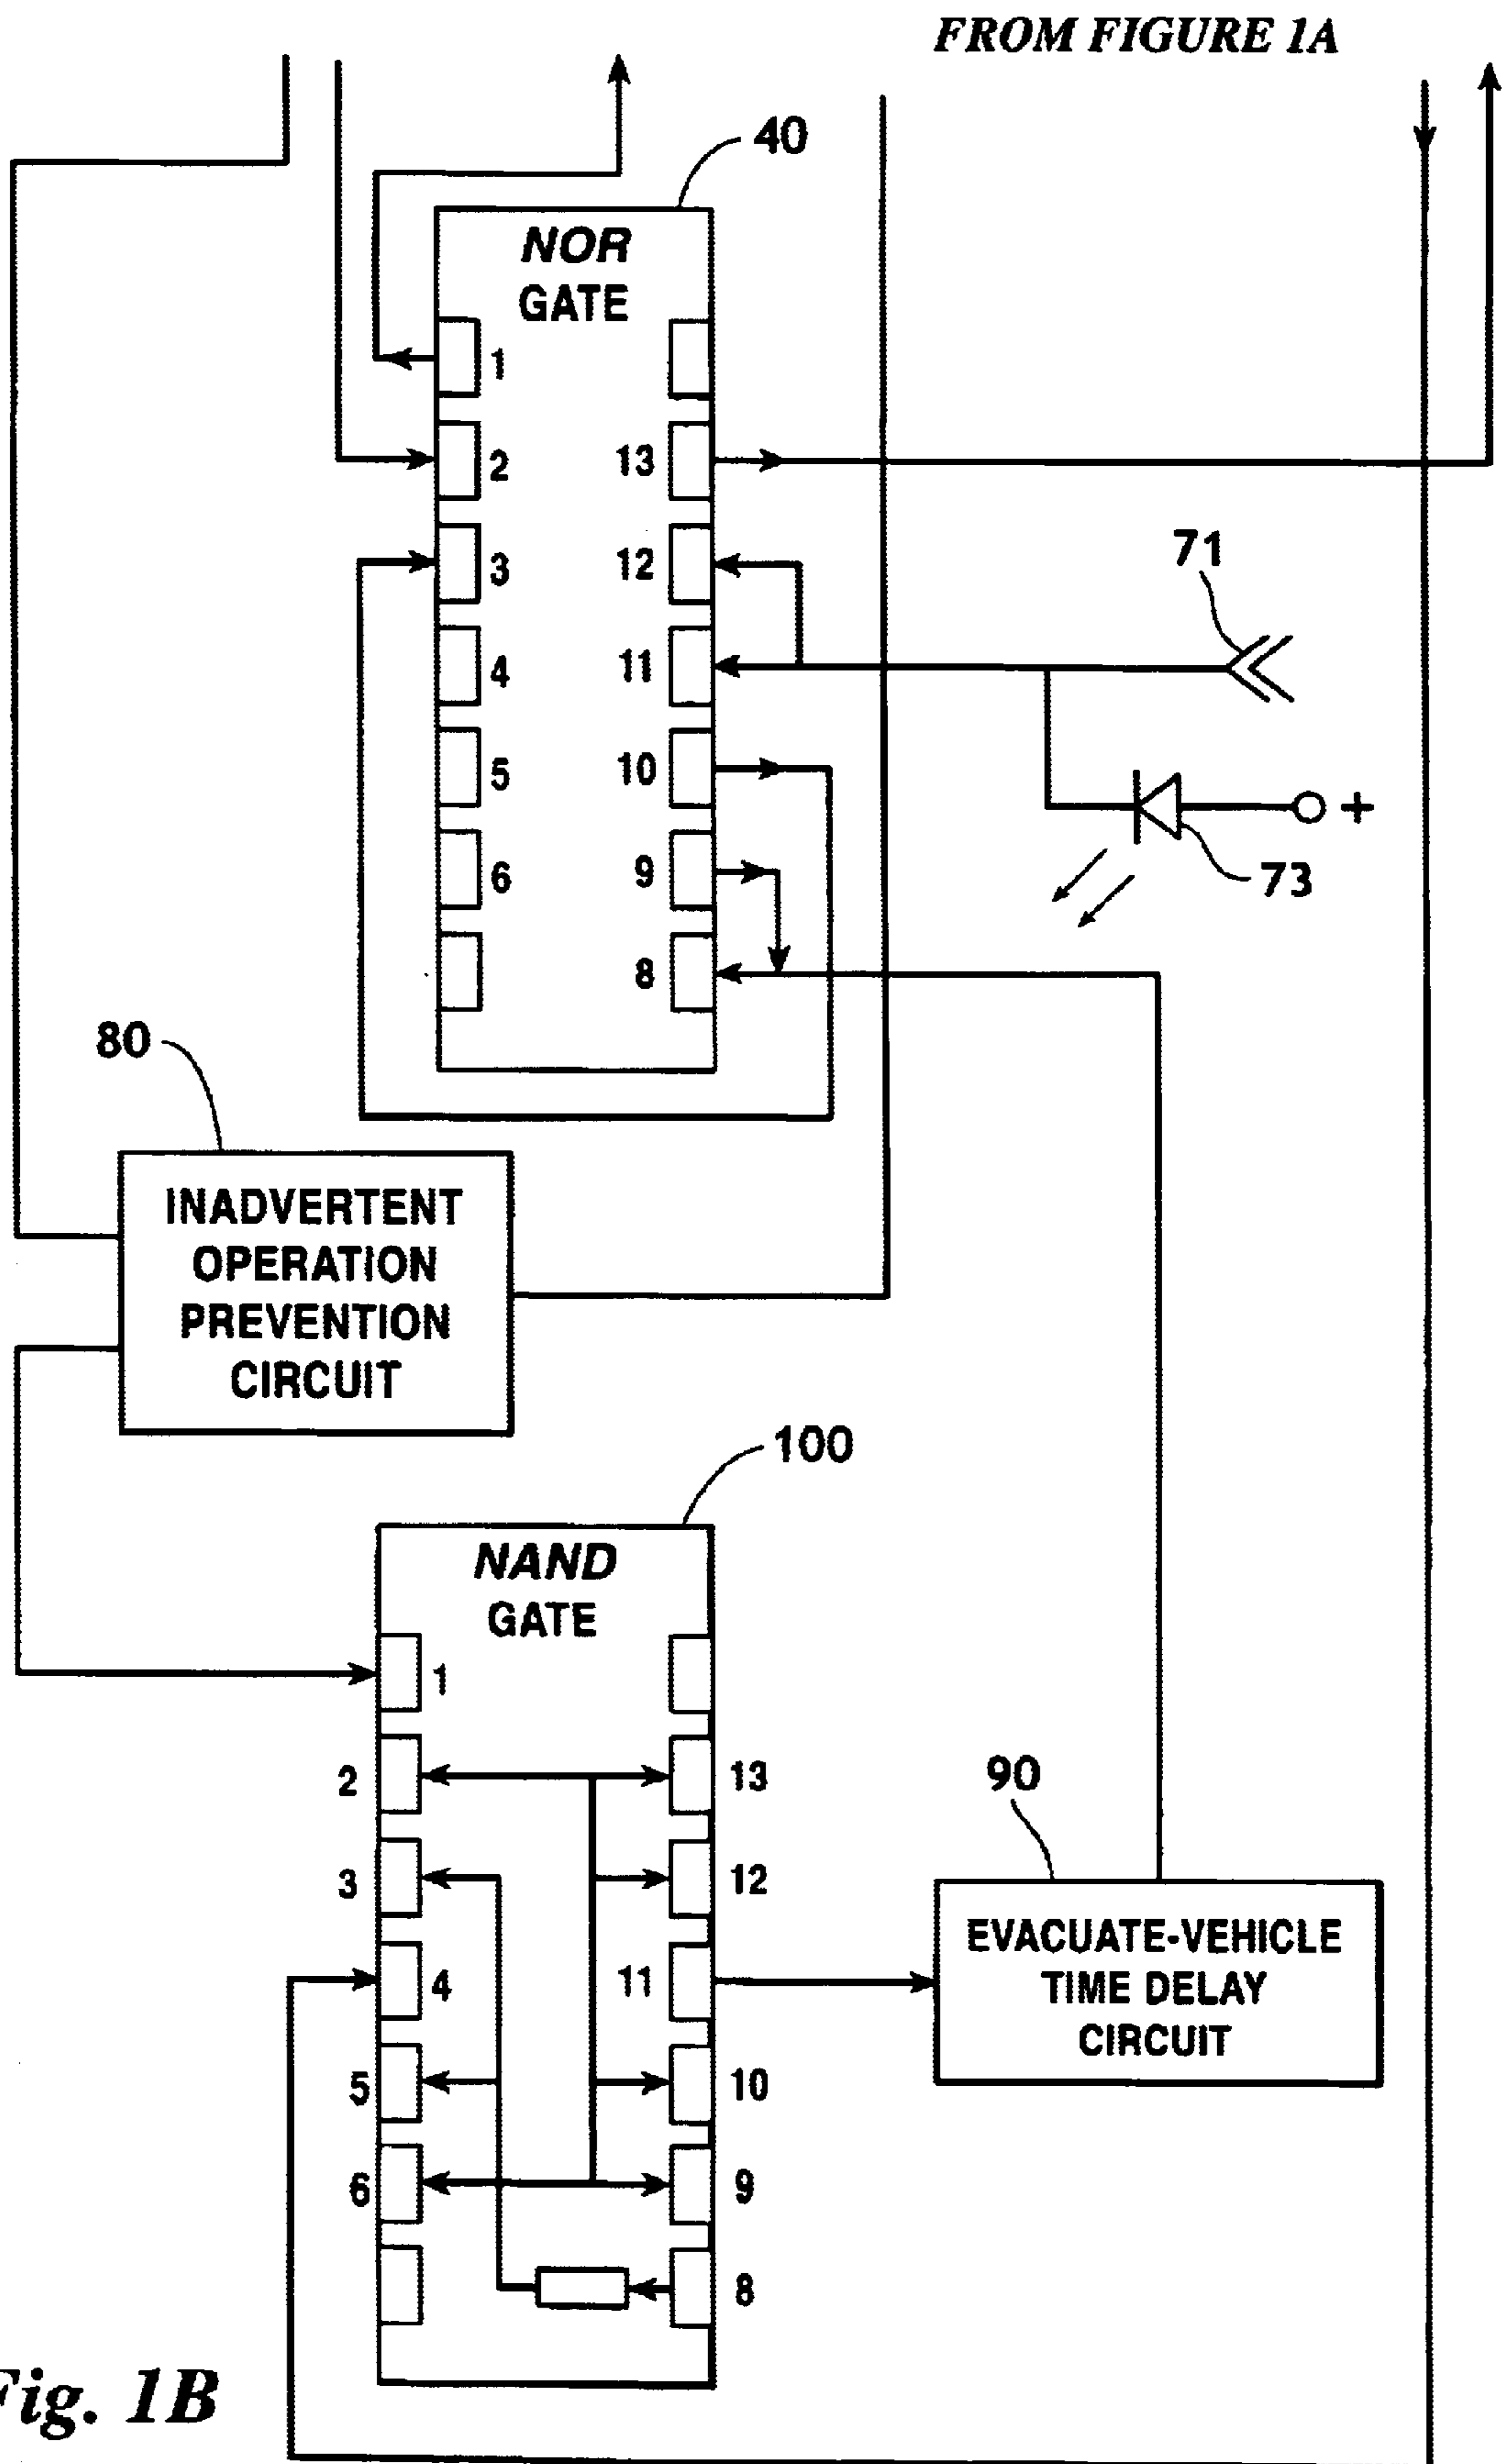 FROM FIGURE 1A
40
NOR
GATE
1
2
13
3
12
71
4
11
5
10
+
6
9
73
8
80
INADVERTENT
OPERATION
PREVENTION
CIRCUIT
100
NAND
GATE
1
2
13
90
3
12
EVACUATE-VEHICLE
TIME DELAY
CIRCUIT
4
11
5
10
6
9
8
Fig. 1B